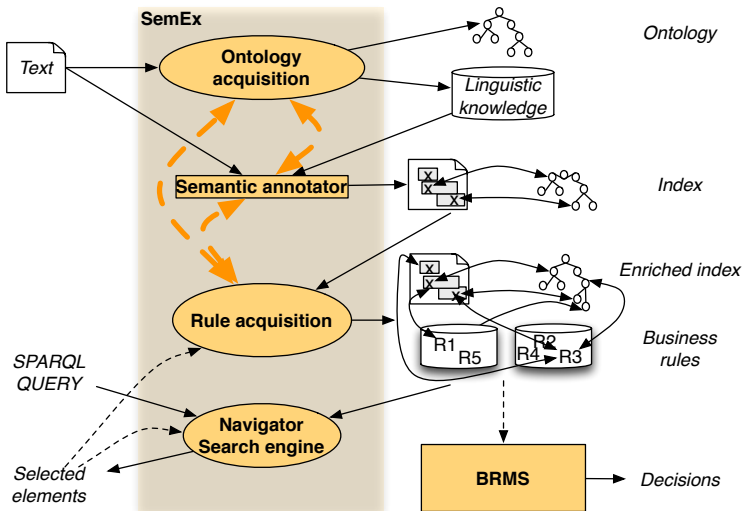 SemEx
Text
Ontology
acquisition
Ontology
Linguistic
knowledge
Semantic annotator
X
X
X
Index
Rule acquisition
X
X
X
Enriched index
R1
R5
R2
R4
R3
Business
rules
SPARQL
QUERY
Navigator
Search engine
Selected
elements
BRMS
Decisions